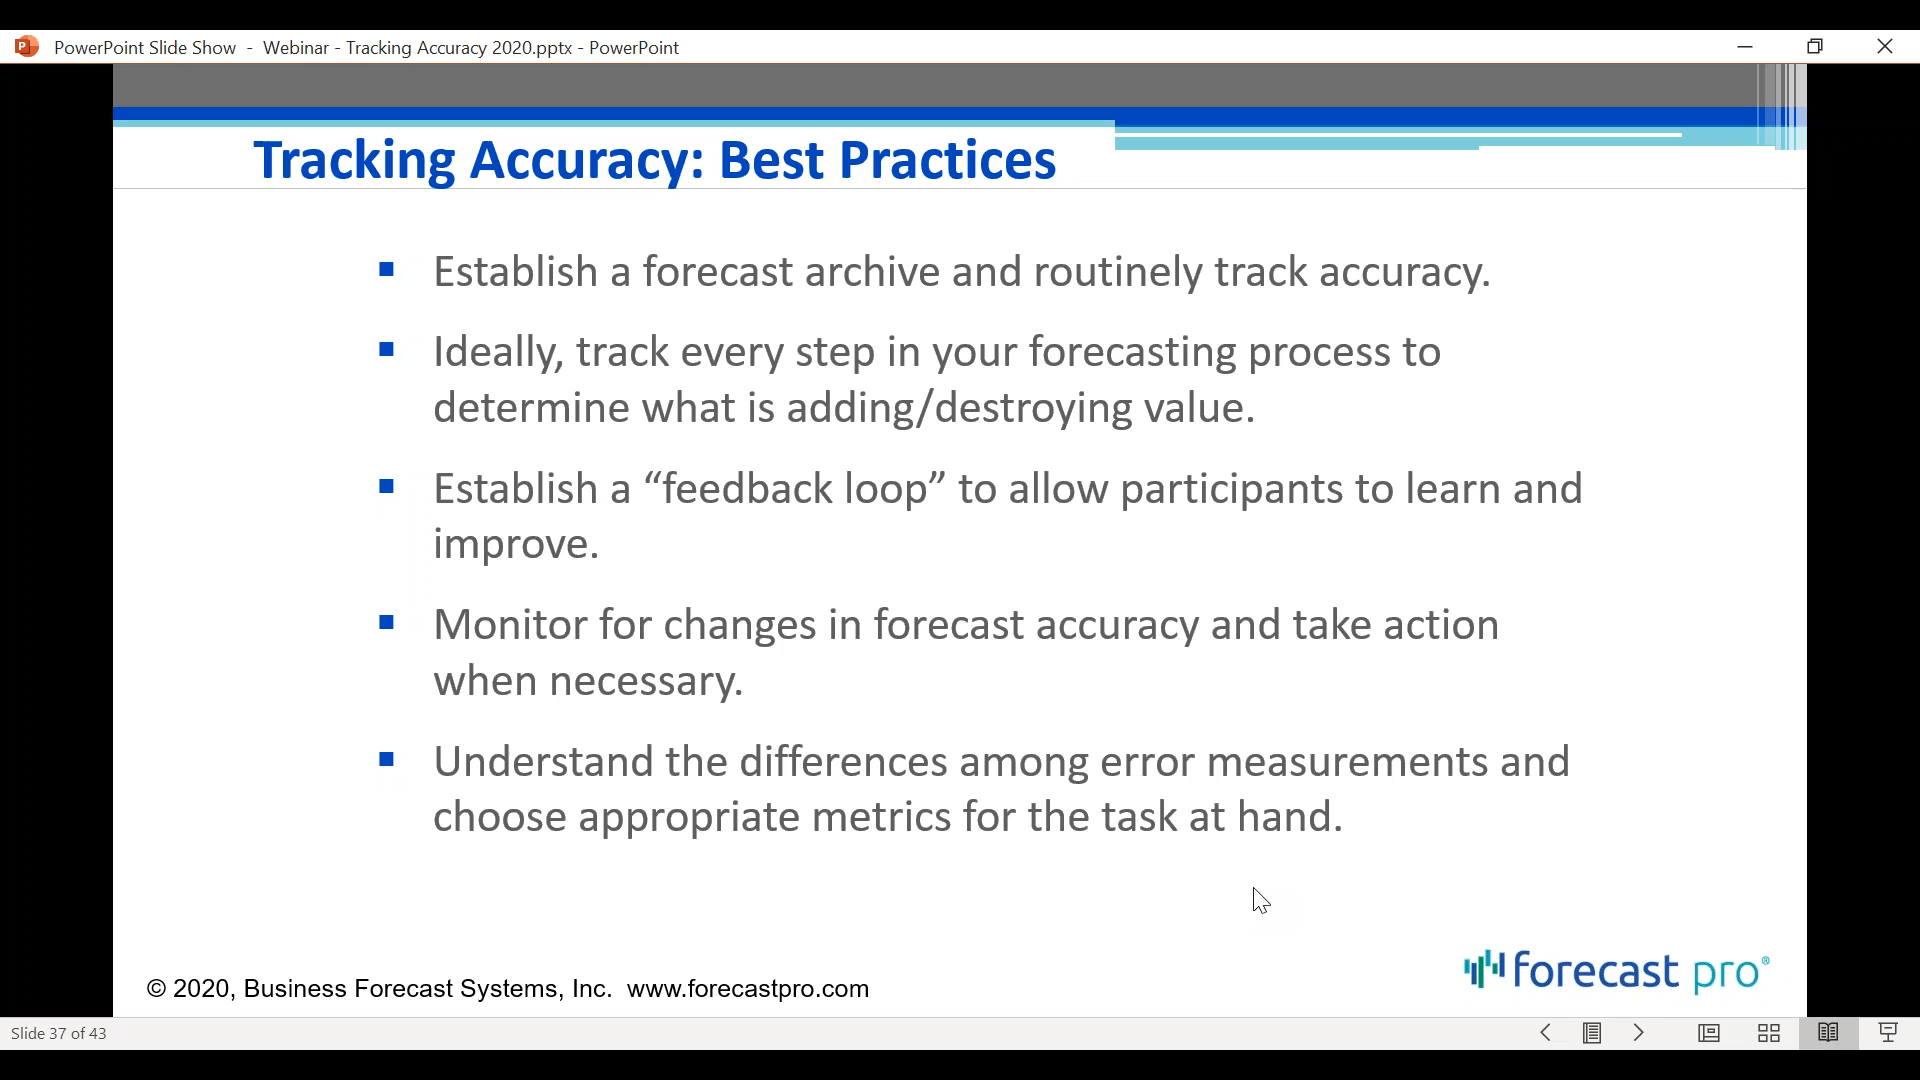 PowerPoint Slide Show - Webinar - Tracking Accuracy 2020.pptx - PowerPoint
Tracking Accuracy: Best Practices
▪ Establish a forecast archive and routinely track accuracy.
▪ Ideally, track every step in your forecasting process to
determine what is adding/destroying value.
▪ Establish a “feedback loop” to allow participants to learn and
improve.
▪ Monitor for changes in forecast accuracy and take action
when necessary.
▪ Understand the differences among error measurements and
choose appropriate metrics for the task at hand.
forecast pro®
© 2020, Business Forecast Systems, Inc. www.forecastpro.com
Slide 37 of 43